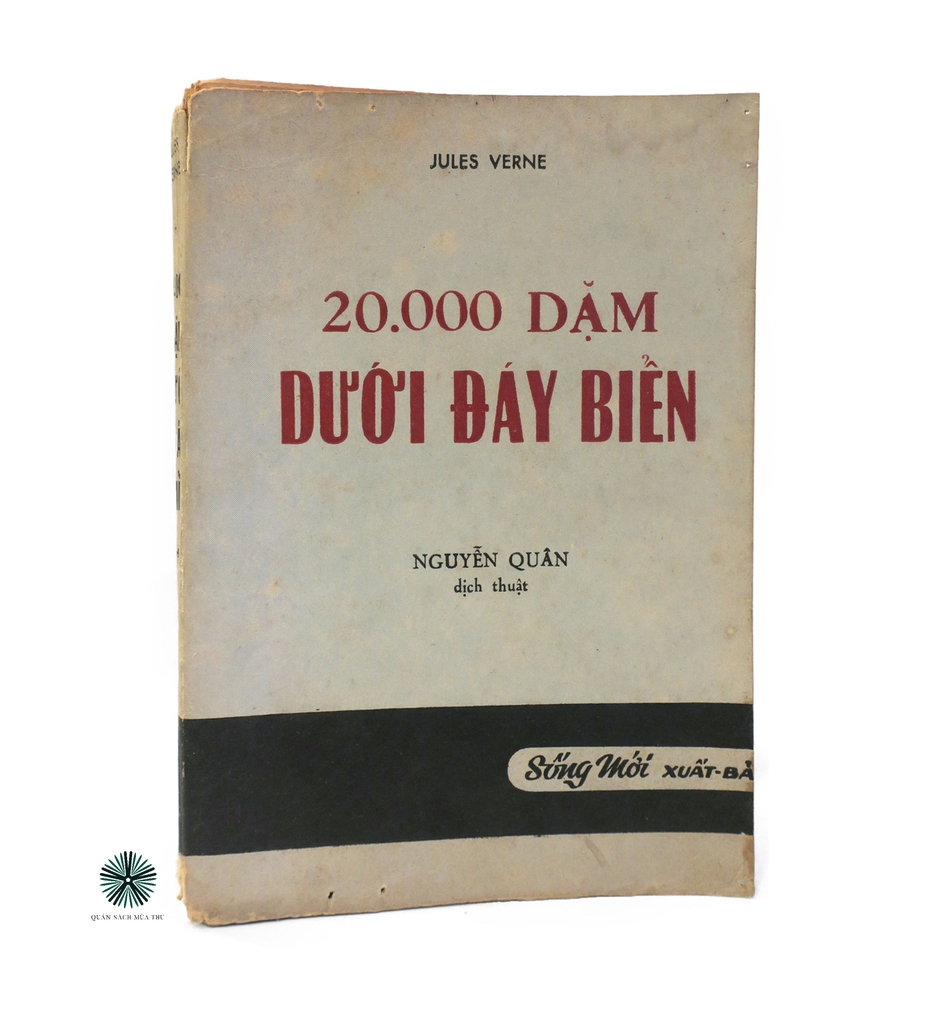 JULES VERNE
20.000 DẶM
DƯỚI ĐÁY BIỂN
NGUYỄN QUÂN
dịch thuật
Sống Mới XUẤT-BẢ
QUÁN SÁCH MÙA THU